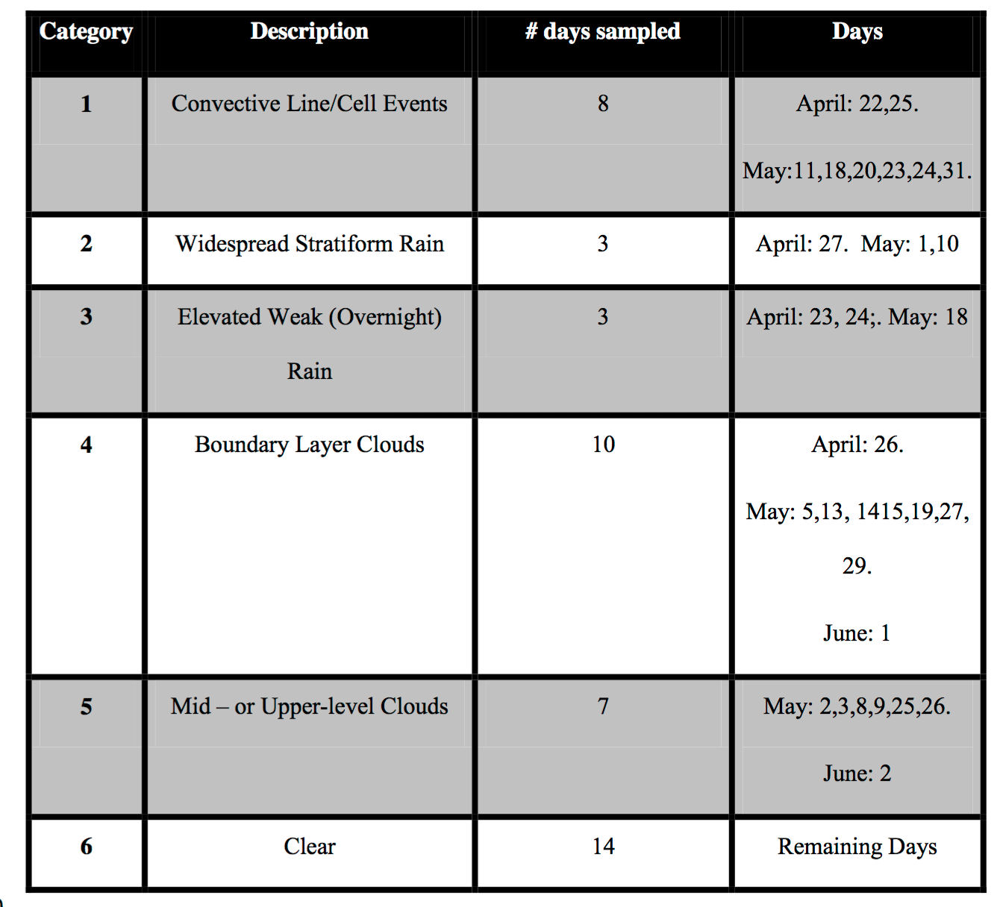 Category Description # days sampled Days
1 Convective Line/Cell Events 8 April: 22,25.
May:11,18,20,23,24,31.
2 Widespread Stratiform Rain 3 April: 27. May: 1,10
3 Elevated Weak (Overnight) 3 April: 23, 24;. May: 18
Rain
4 Boundary Layer Clouds 10 April: 26.
May: 5,13, 1415,19,27,
29.
June: 1
5 Mid – or Upper-level Clouds 7 May: 2,3,8,9,25,26.
June: 2
6 Clear 14 Remaining Days